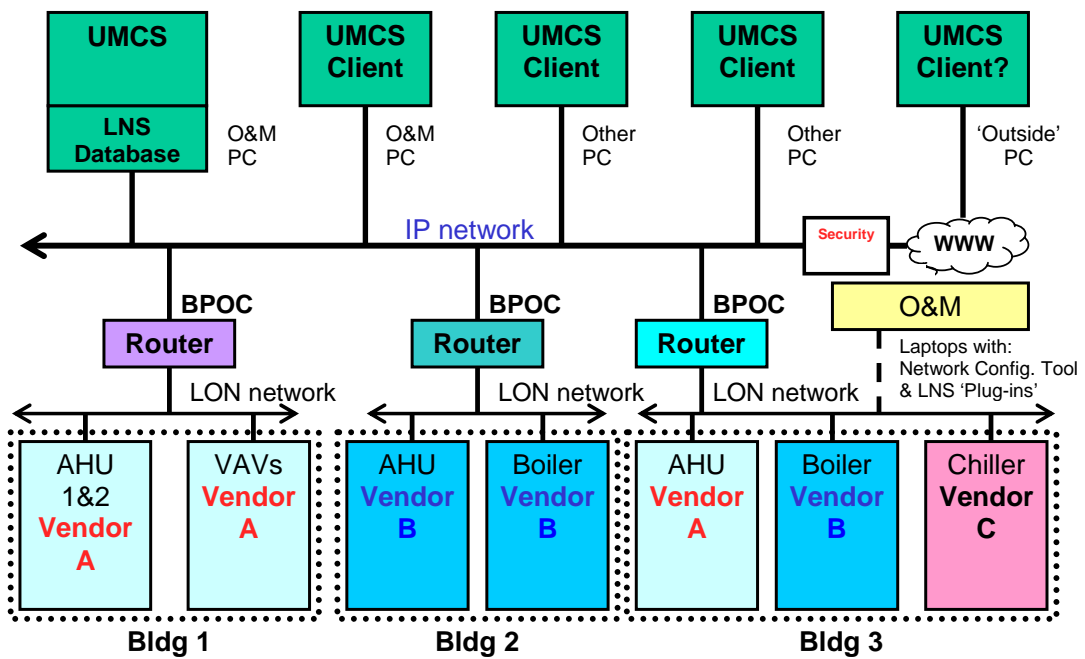 UMCS
LNS
Database
O&M
PC
UMCS
Client
O&M
PC
UMCS
Client
Other
PC
UMCS
Client
Other
PC
UMCS
Client?
'Outside'
PC
IP network
Security
WWW
BPOC
Router
LON network
BPOC
Router
LON network
BPOC
Router
LON network
O&M
Laptops with:
Network Config. Tool
& LNS 'Plug-ins'
AHU
1&2
Vendor
A
VAVs
Vendor
A
Bldg 1
AHU
Vendor
B
Boiler
Vendor
B
Bldg 2
AHU
Vendor
A
Boiler
Vendor
B
Chiller
Vendor
C
Bldg 3